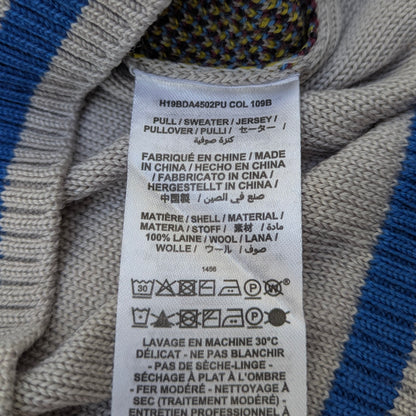 H19BDA4502PU COL 109B
PULL / SWEATER / JERSEY /
PULLOVER / PULLI / セーター /
كنزة صوفية
FABRIQUÉ EN CHINE / MADE
IN CHINA / HECHO EN CHINA
/ FABBRICATO IN CINA /
HERGESTELLT IN CHINA /
中国製 / صنع في الصين
MATIÈRE / SHELL / MATERIAL /
MATERIA / STOFF / 素材 / مادة
100% LAINE / WOOL / LANA /
WOLLE / ウール / صوف
1456
30 P W
P
LAVAGE EN MACHINE 30°C
DÉLICAT - NE PAS BLANCHIR
- PAS DE SÈCHE-LINGE -
SÉCHAGE À PLAT À L'OMBRE -
FER MODÉRÉ - NETTOYAGE À
SEC MODÉRÉ
ENTRETIEN PROFESSIONNEL